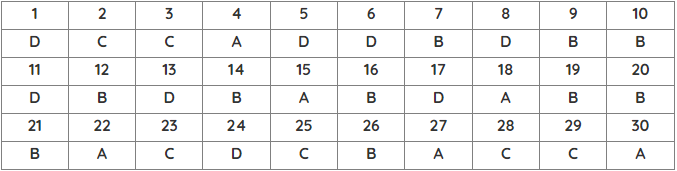 1 2 3 4 5 6 7 8 9 10
D C C A D D B D B B
11 12 13 14 15 16 17 18 19 20
D B D B A B D A B B
21 22 23 24 25 26 27 28 29 30
B A C D C B A C C A